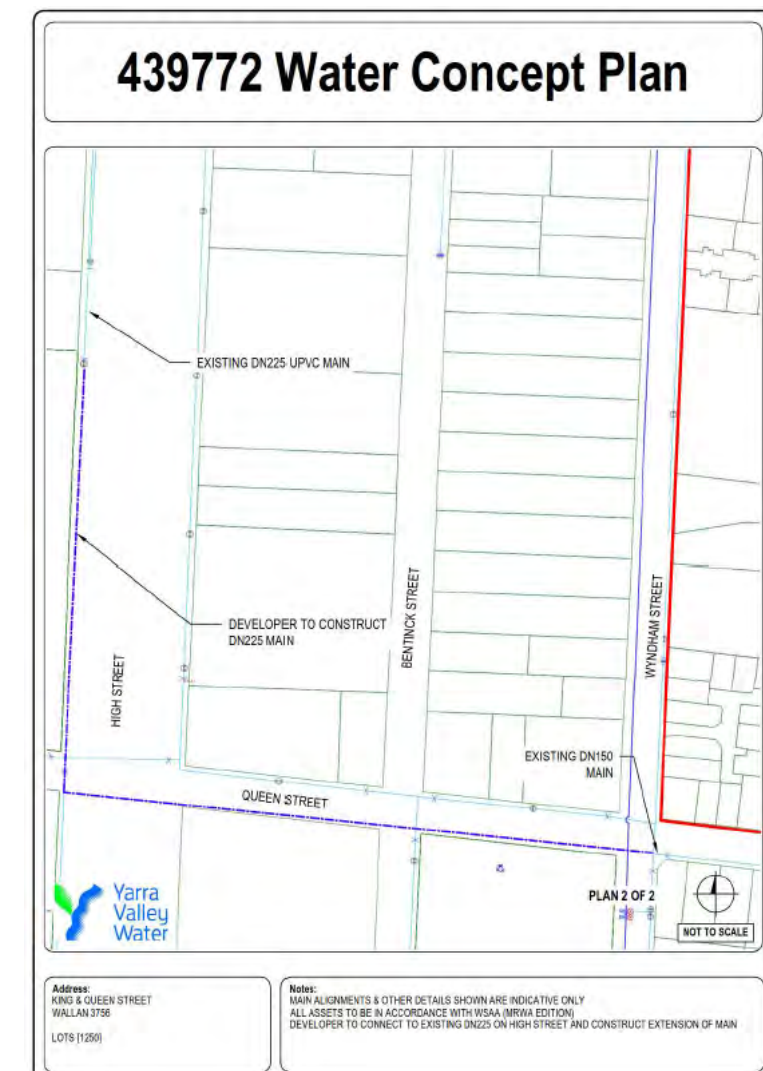 439772 Water Concept Plan
EXISTING DN225 UPVC MAIN
DEVELOPER TO CONSTRUCT
DN225 MAIN
HIGH STREET
BENTINCK STREET
WYNDHAM STREET
EXISTING DN150
MAIN
QUEEN STREET
Yarra
Valley
Water
PLAN 2 OF 2
NOT TO SCALE
Address:
KING & QUEEN STREET
WALLAN 3756
LOTS [1250]
Notes:
MAIN ALIGNMENTS & OTHER DETAILS SHOWN ARE INDICATIVE ONLY
ALL ASSETS TO BE IN ACCORDANCE WITH WSAA (MRWA EDITION)
DEVELOPER TO CONNECT TO EXISTING DN225 ON HIGH STREET AND CONSTRUCT EXTENSION OF MAIN